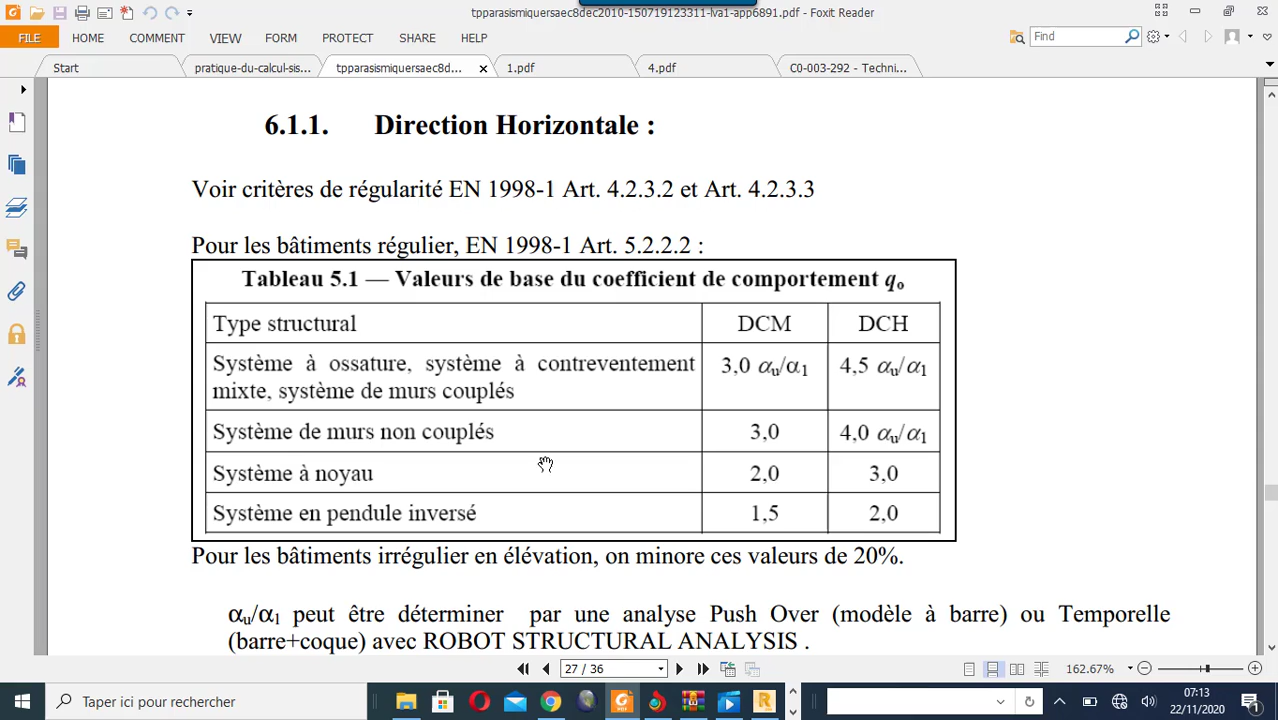 tpparasismiquersaec8dec2010-150719123311-lva1-app6891.pdf - Foxit Reader
FILE HOME COMMENT VIEW FORM PROTECT SHARE HELP Find
Start pratique-du-calcul-sis... tpparasismiquersaec8d... 1.pdf 4.pdf C0-003-292 - Techni...
6.1.1. Direction Horizontale :
Voir critères de régularité EN 1998-1 Art. 4.2.3.2 et Art. 4.2.3.3
Pour les bâtiments régulier, EN 1998-1 Art. 5.2.2.2 :
Tableau 5.1 — Valeurs de base du coefficient de comportement qo
Type structural DCM DCH
Système à ossature, système à contreventement 3,0 αu/α1 4,5 αu/α1
mixte, système de murs couplés
Système de murs non couplés 3,0 4,0 αu/α1
Système à noyau 2,0 3,0
Système en pendule inversé 1,5 2,0
Pour les bâtiments irrégulier en élévation, on minore ces valeurs de 20%.
αu/α1 peut être déterminer par une analyse Push Over (modèle à barre) ou Temporelle
(barre+coque) avec ROBOT STRUCTURAL ANALYSIS .
27 / 36 162.67%
Taper ici pour rechercher 07:13
22/11/2020